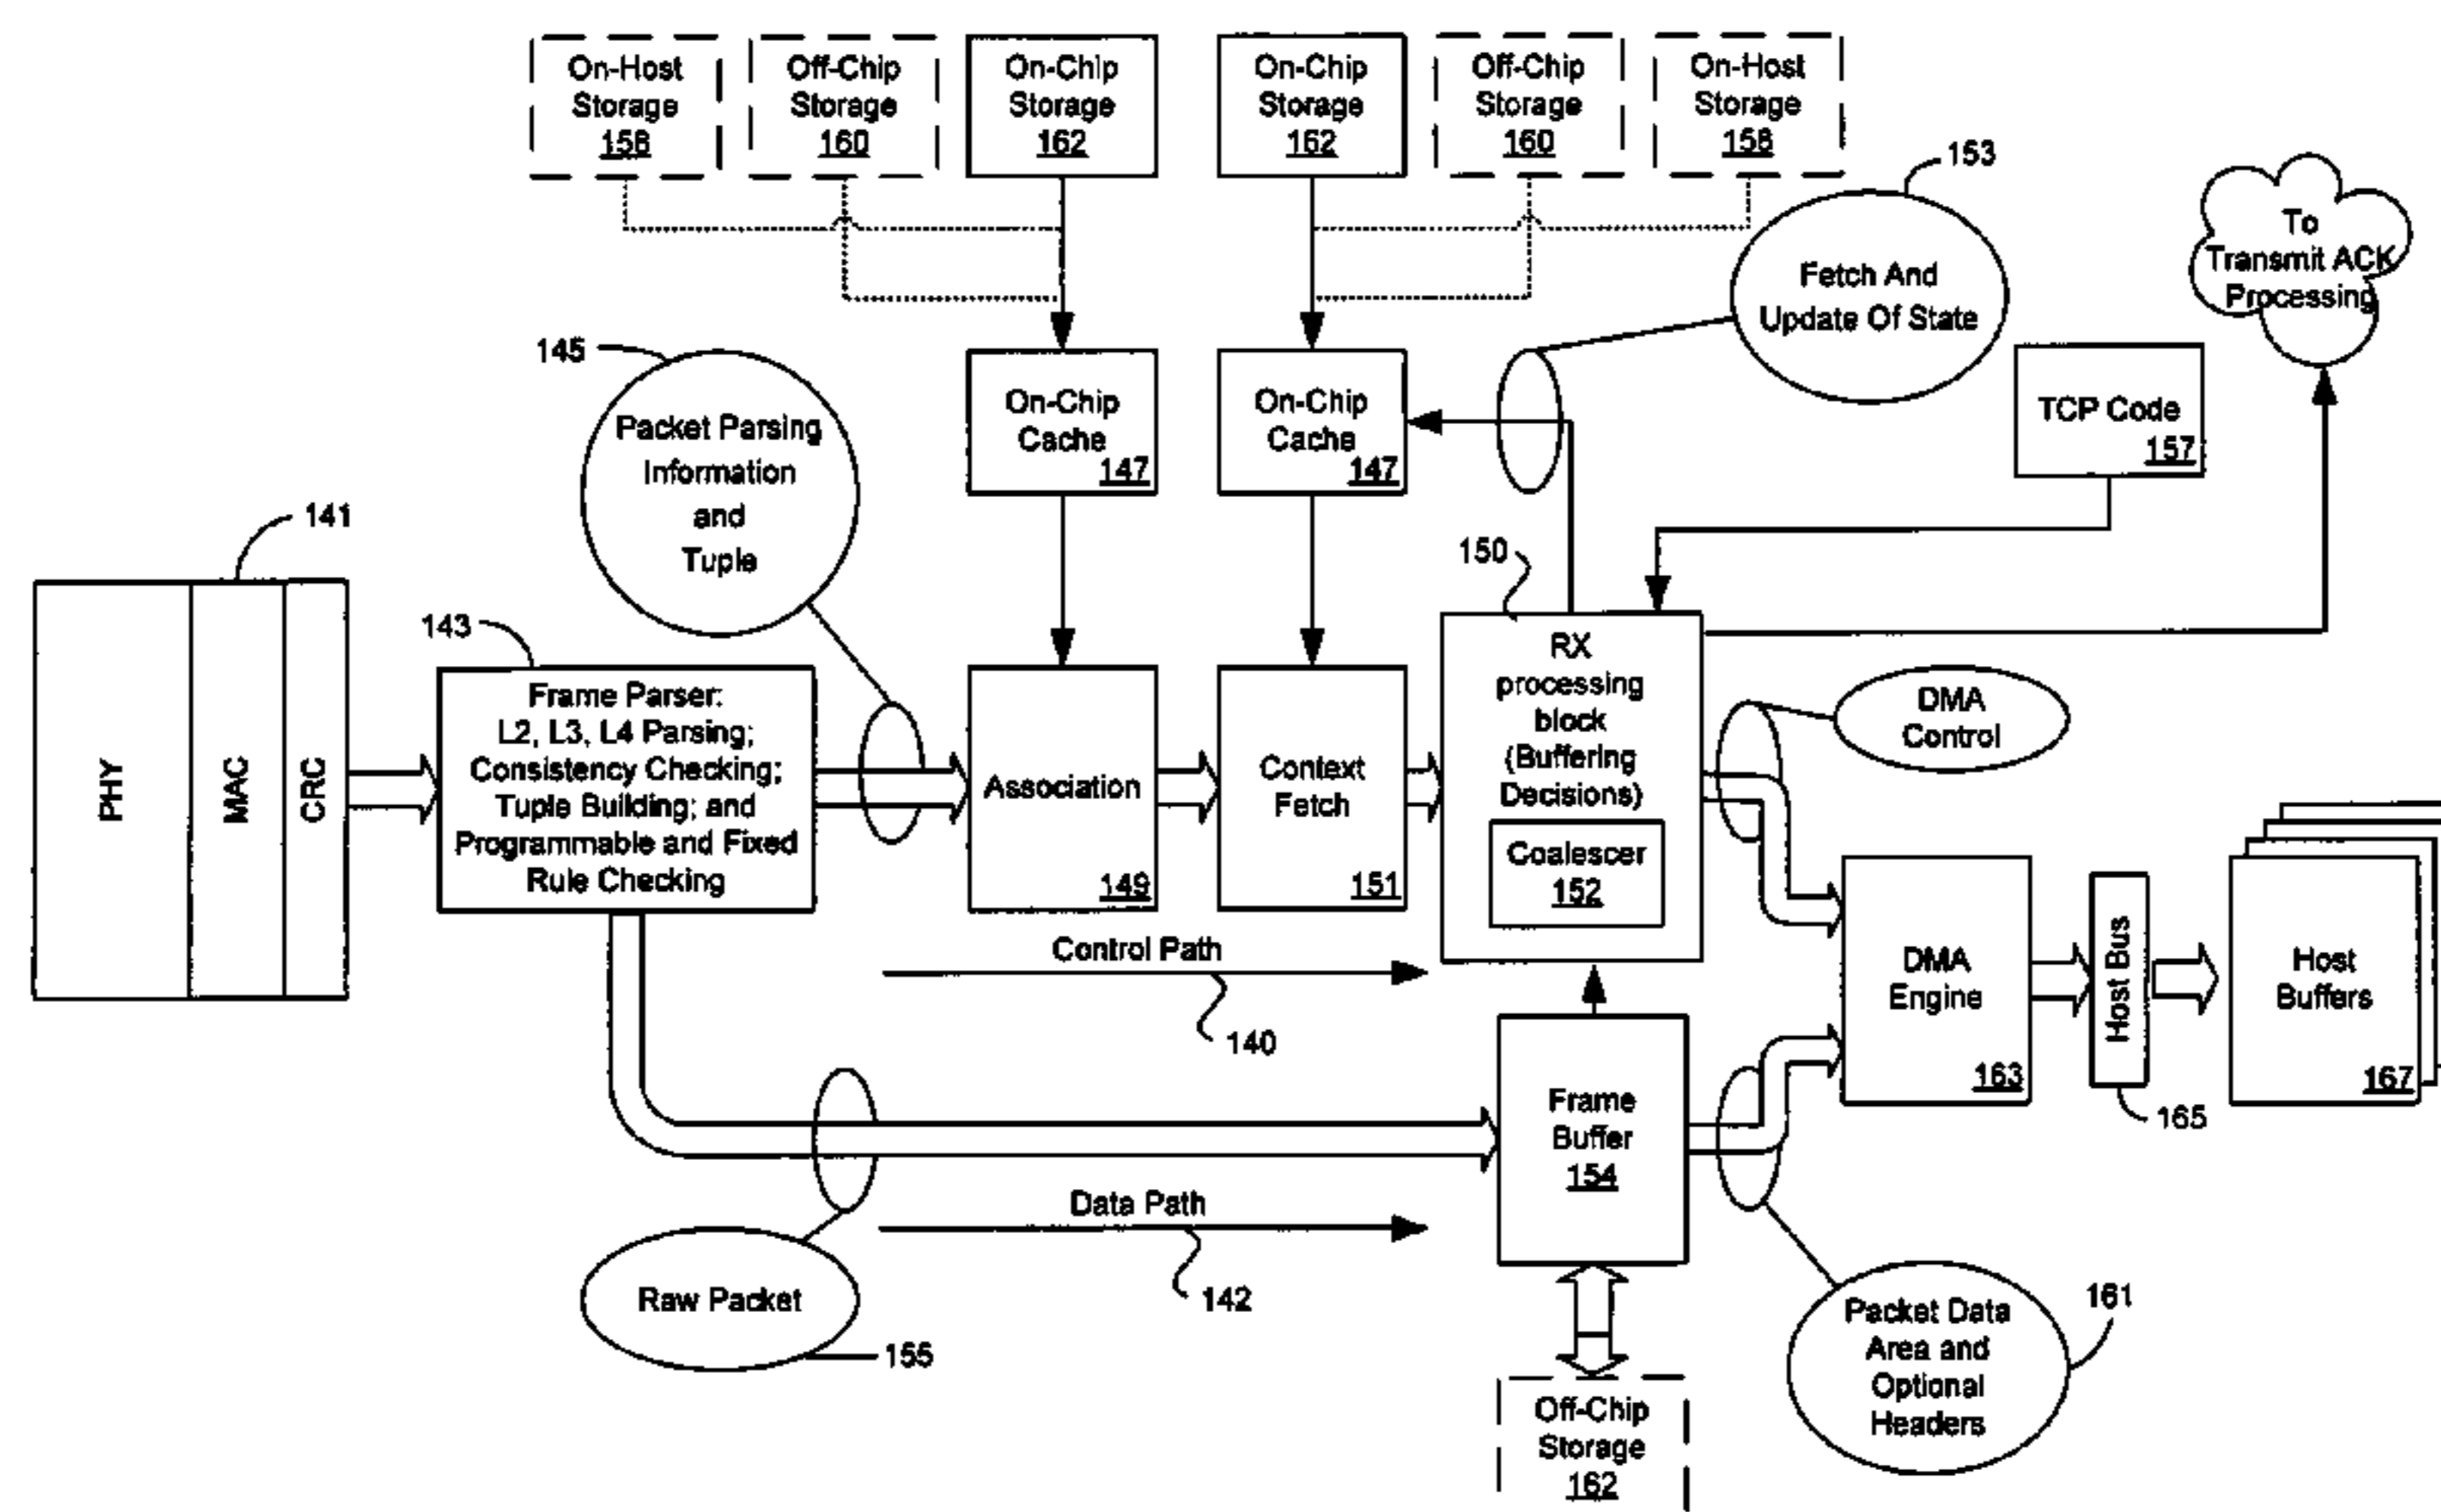 On-Host
Storage
158
Off-Chip
Storage
160
On-Chip
Storage
162
On-Chip
Storage
162
Off-Chip
Storage
160
On-Host
Storage
158
153
Fetch And
Update Of State
To
Transmit ACK
Processing
145
Packet Parsing
Information
and
Tuple
On-Chip
Cache
147
On-Chip
Cache
147
TCP Code
157
141
PHY
MAC
CRC
143
Frame Parser:
L2, L3, L4 Parsing;
Consistency Checking;
Tuple Building; and
Programmable and Fixed
Rule Checking
Association
149
Context
Fetch
151
150
RX
processing
block
(Buffering
Decisions)
Coalescer
152
DMA
Control
Control Path
140
DMA
Engine
163
Host Bus
165
Host
Buffers
167
Frame
Buffer
154
Data Path
142
Raw Packet
155
Packet Data
Area and
Optional
Headers
161
Off-Chip
Storage
162